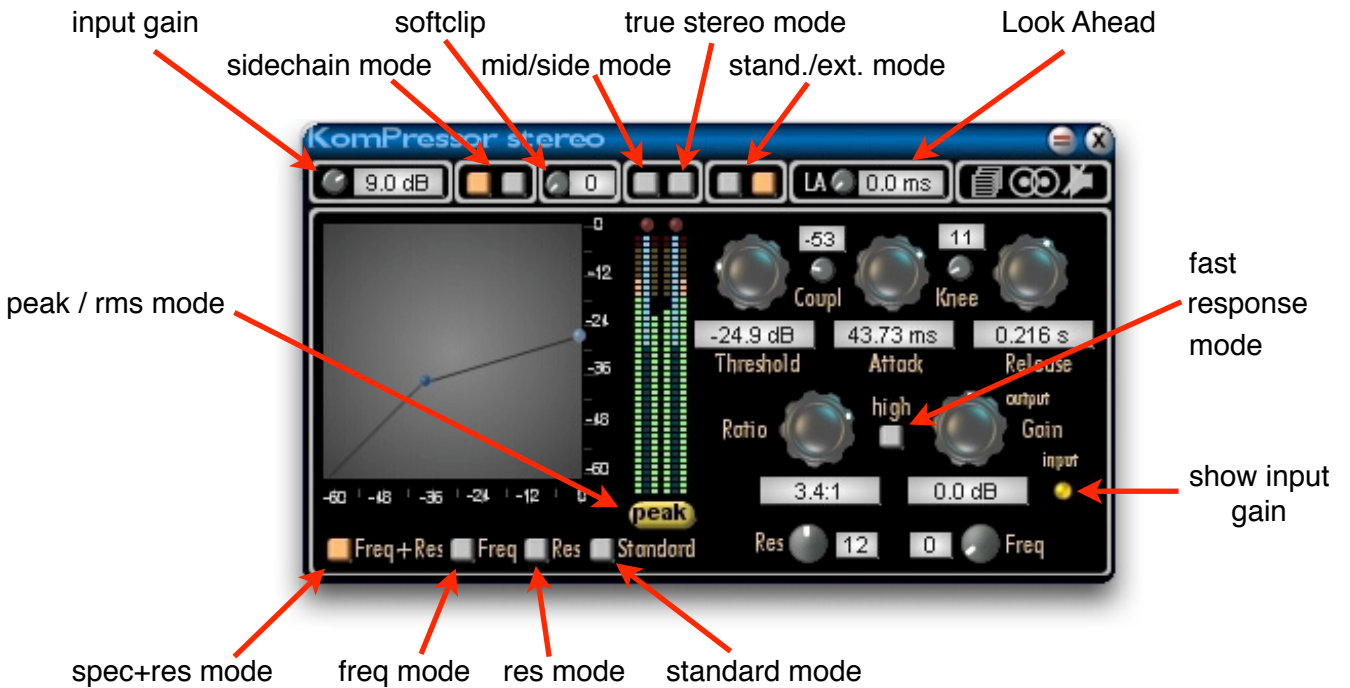 input gain
softclip
true stereo mode
Look Ahead
sidechain mode
mid/side mode
stand./ext. mode
KomPressor stereo
= X
9.0 dB
0
LA
0.0 ms
0
-12
-24
-36
-48
-60
-60
-48
-36
-24
-12
0
-53
11
Coupl
Knee
-24.9 dB
43.73 ms
0.216 s
Threshold
Attack
Release
fast
response
mode
peak / rms mode
Ratio
high
output
Gain
input
3.4:1
0.0 dB
show input
gain
peak
Res
12
0
Freq
Freq+Res
Freq
Res
Standard
spec+res mode
freq mode
res mode
standard mode